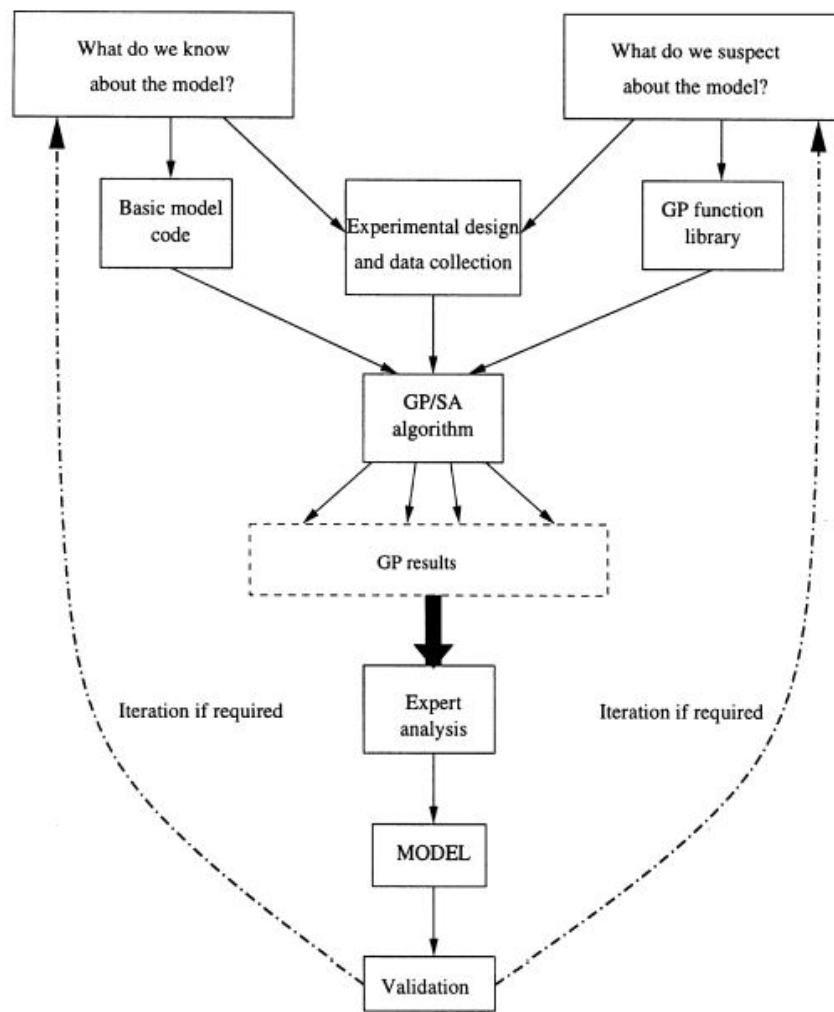 What do we know
about the model?
What do we suspect
about the model?
Basic model
code
Experimental design
and data collection
GP function
library
GP/SA
algorithm
GP results
Expert
analysis
Iteration if required
Iteration if required
MODEL
Validation